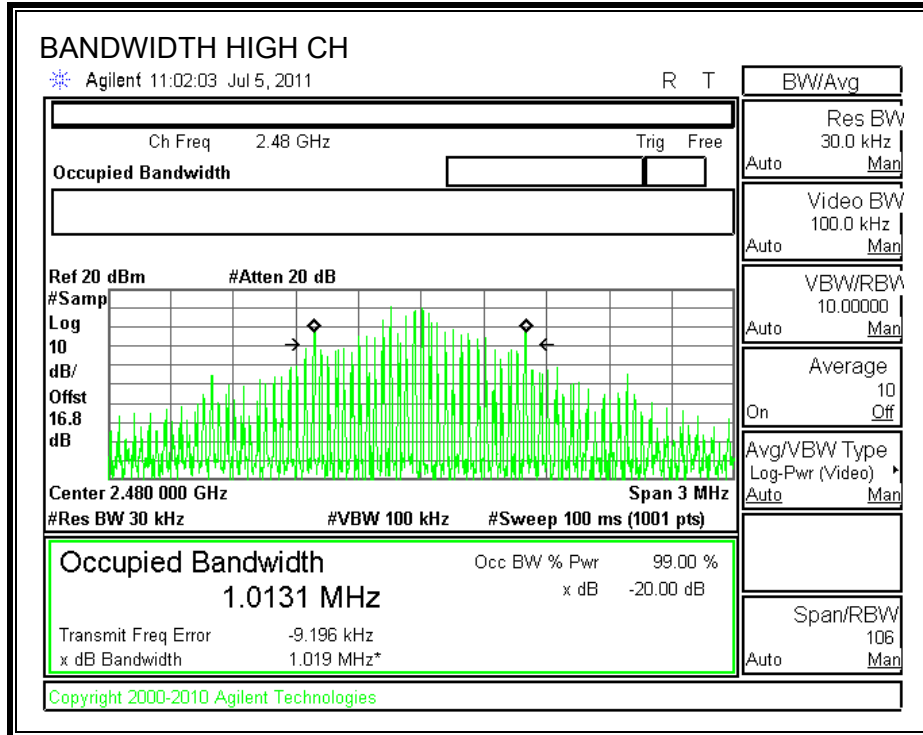 BANDWIDTH HIGH CH
Agilent 11:02:03 Jul 5, 2011 R T
Ch Freq 2.48 GHz Trig Free
Occupied Bandwidth
Ref 20 dBm #Atten 20 dB
#Samp
Log
10
dB/
Offst
16.8
dB
Center 2.480 000 GHz Span 3 MHz
#Res BW 30 kHz #VBW 100 kHz #Sweep 100 ms (1001 pts)
Occupied Bandwidth Occ BW % Pwr 99.00 %
1.0131 MHz x dB -20.00 dB
Transmit Freq Error -9.196 kHz
x dB Bandwidth 1.019 MHz*
Copyright 2000-2010 Agilent Technologies
BW/Avg
Res BW
30.0 kHz
Auto Man
Video BW
100.0 kHz
Auto Man
VBW/RBW
10.00000
Auto Man
Average
10
On Off
Avg/VBW Type
Log-Pwr (Video)
Auto Man
Span/RBW
106
Auto Man